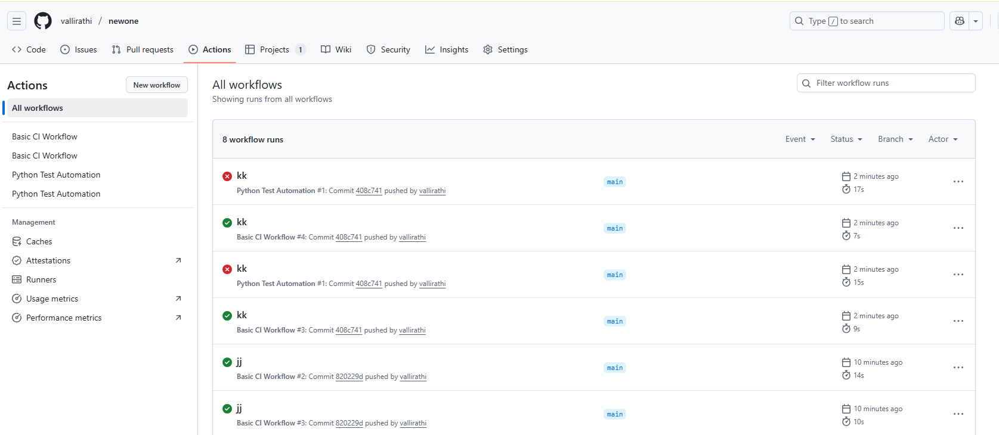 vallirathi / newone
Type / to search
Code Issues Pull requests Actions Projects 1 Wiki Security Insights Settings
Actions
New workflow
All workflows
Basic CI Workflow
Basic CI Workflow
Python Test Automation
Python Test Automation
Management
Caches
Attestations
Runners
Usage metrics
Performance metrics
All workflows
Showing runs from all workflows
Filter workflow runs
8 workflow runs
Event Status Branch Actor
kk
Python Test Automation #1: Commit 408c741 pushed by vallirathi
main
2 minutes ago
17s
kk
Basic CI Workflow #4: Commit 408c741 pushed by vallirathi
main
2 minutes ago
7s
kk
Python Test Automation #1: Commit 408c741 pushed by vallirathi
main
2 minutes ago
15s
kk
Basic CI Workflow #3: Commit 408c741 pushed by vallirathi
main
2 minutes ago
9s
jj
Basic CI Workflow #2: Commit 820229d pushed by vallirathi
main
10 minutes ago
14s
jj
Basic CI Workflow #3: Commit 820229d pushed by vallirathi
main
10 minutes ago
10s